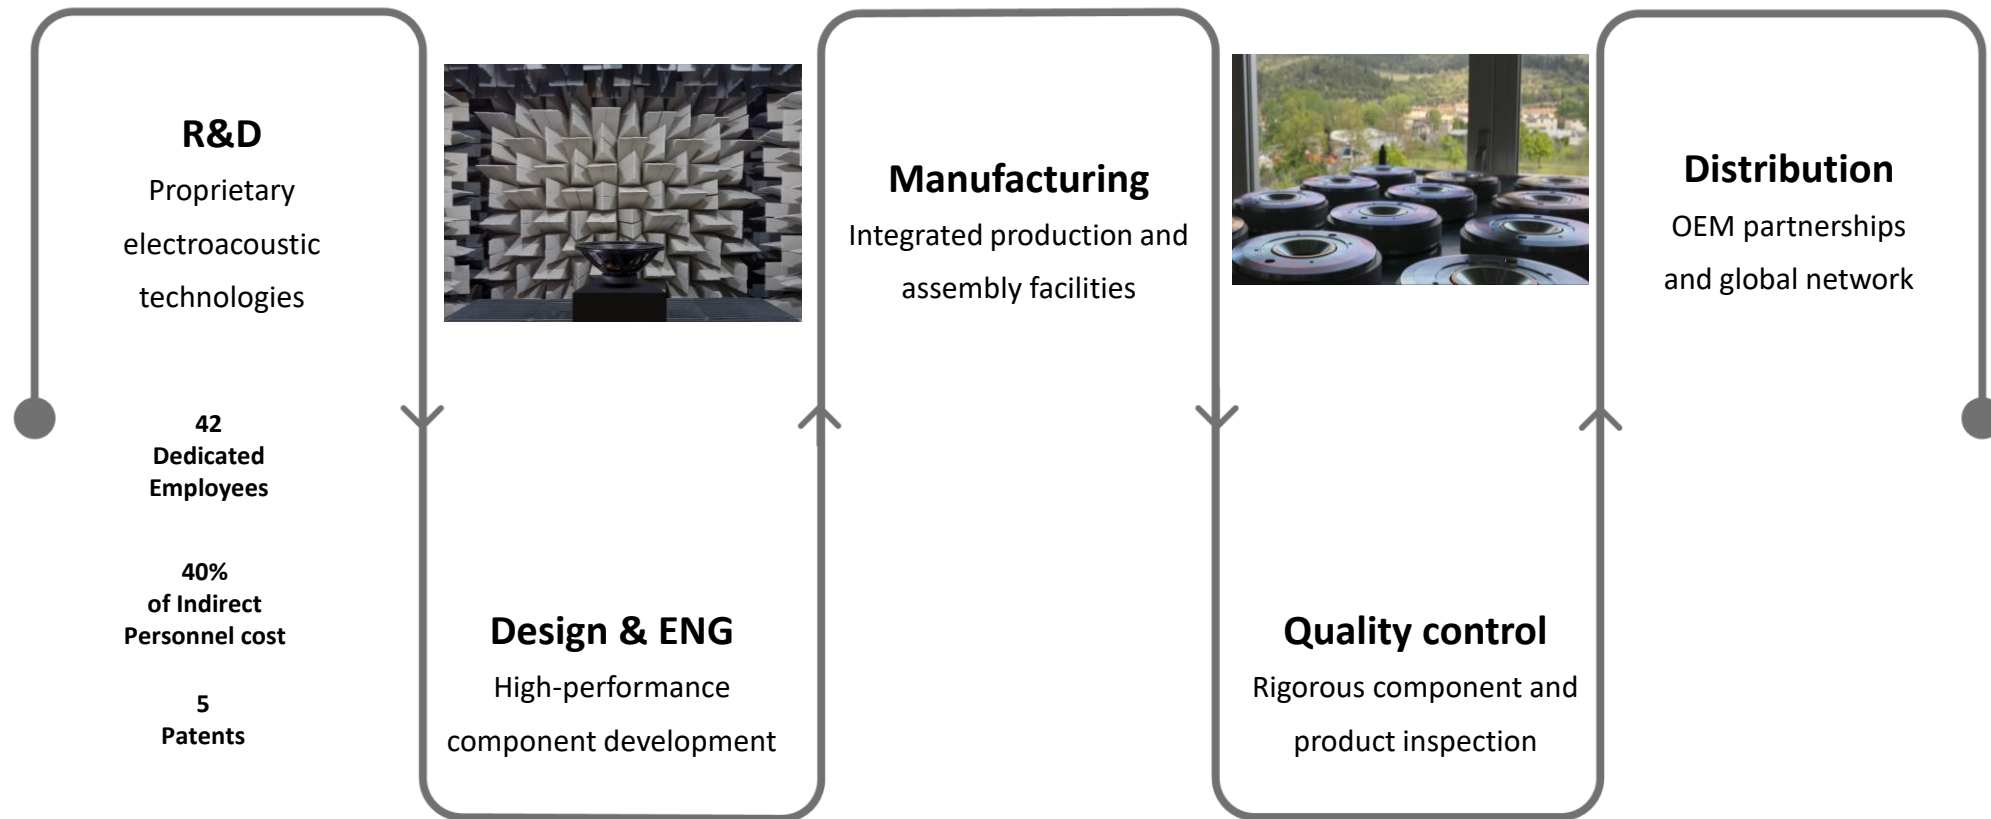 R&D
Proprietary
electroacoustic
technologies
42
Dedicated
Employees
40%
of Indirect
Personnel cost
5
Patents
Design & ENG
High-performance
component development
Manufacturing
Integrated production and
assembly facilities
Quality control
Rigorous component and
product inspection
Distribution
OEM partnerships
and global network